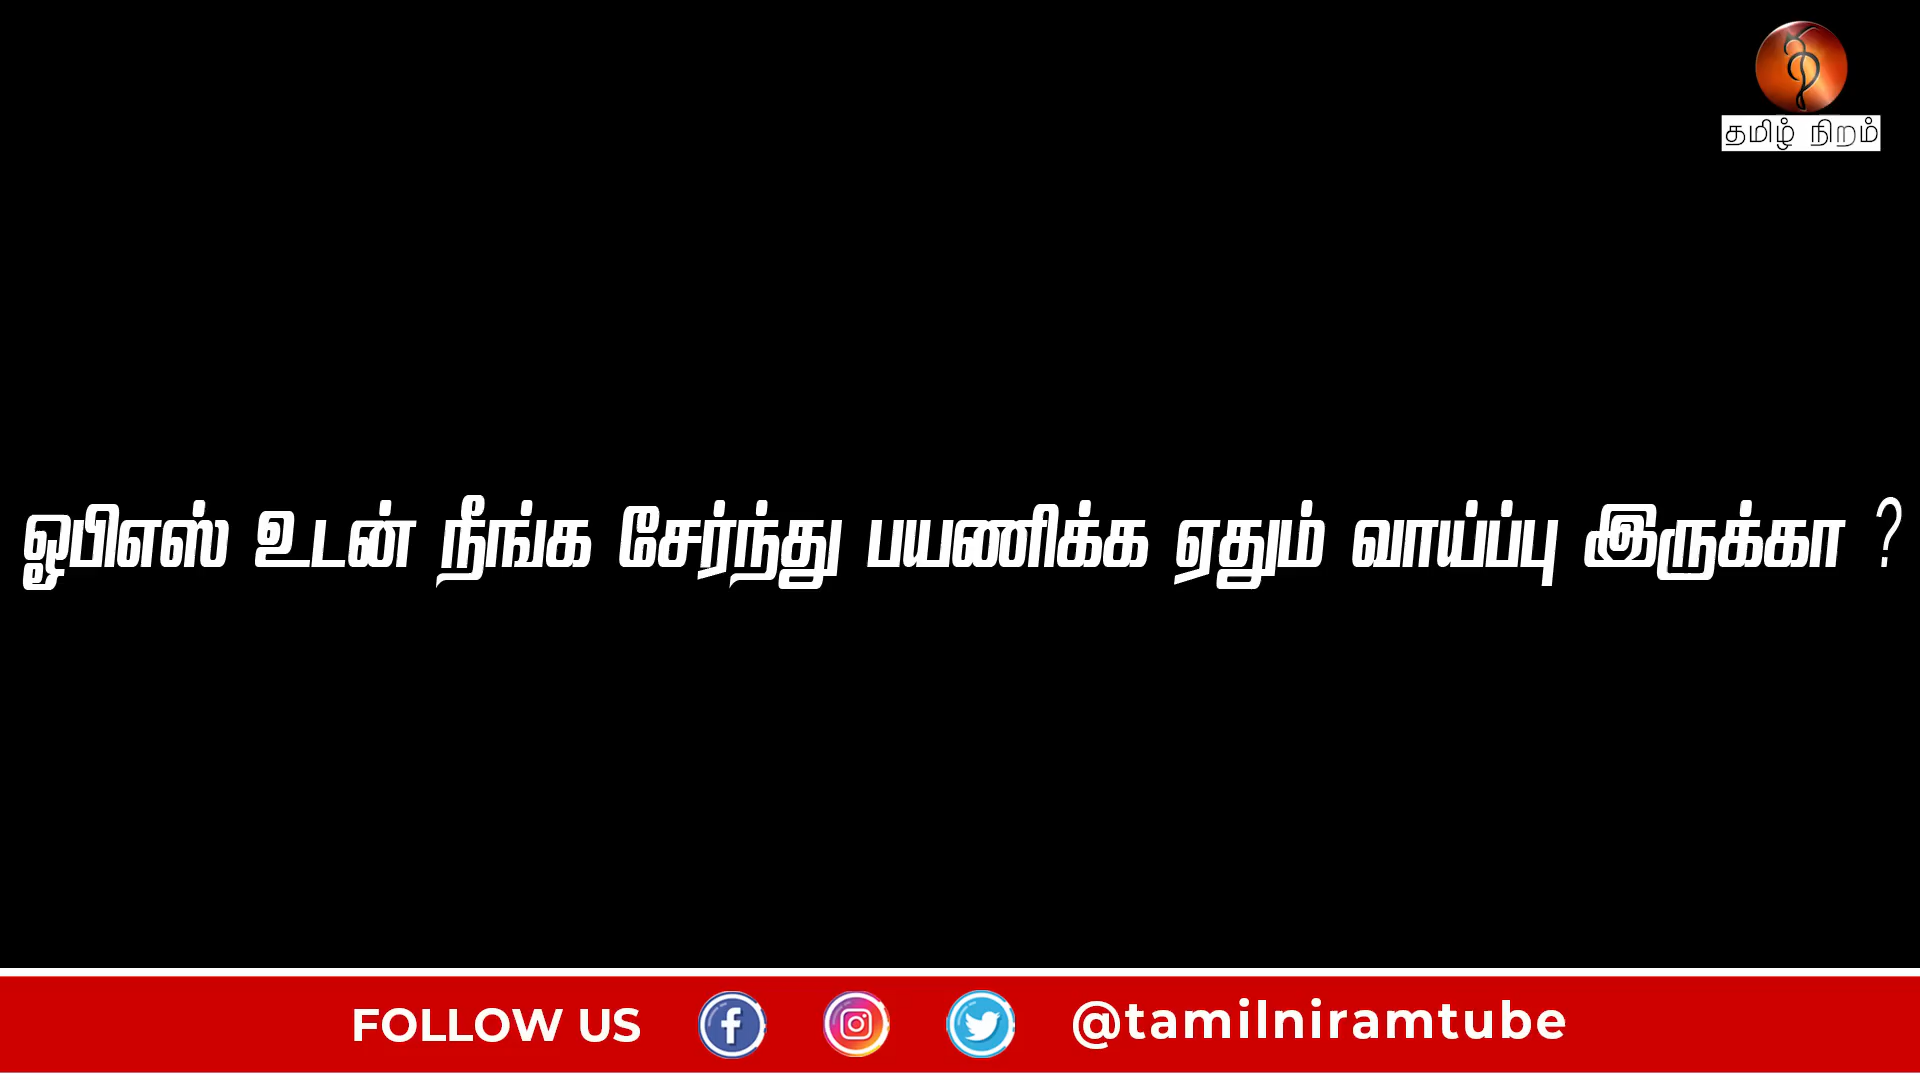 தமிழ் நிறம்
ஓபிஎஸ் உடன் நீங்க சேர்ந்து பயணிக்க ஏதும் வாய்ப்பு இருக்கா ?
FOLLOW US @tamilniramtube